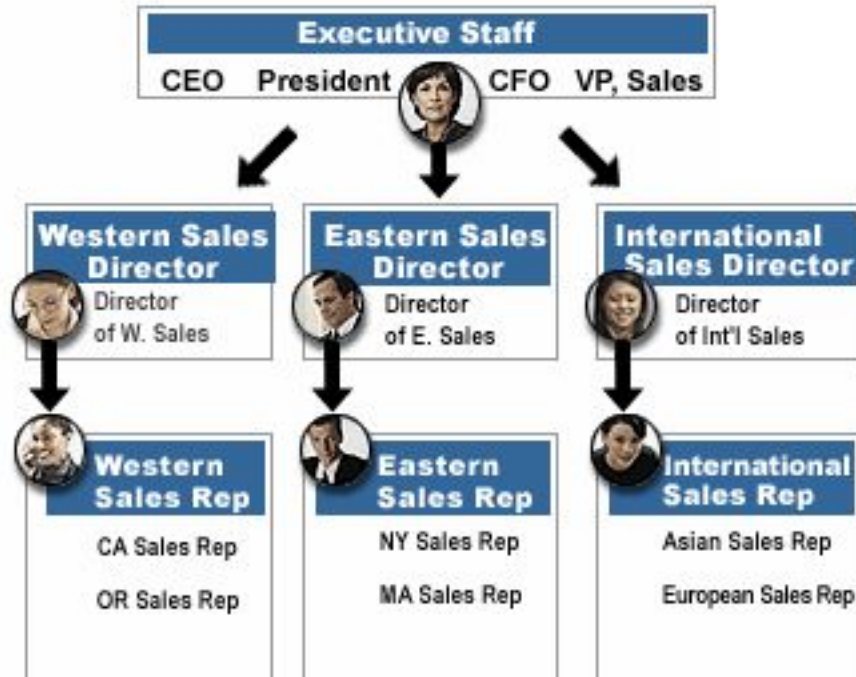 Executive Staff
CEO President CFO VP, Sales
Western Sales
Director
Director
of W. Sales
Eastern Sales
Director
Director
of E. Sales
International
Sales Director
Director
of Int'l Sales
Western
Sales Rep
CA Sales Rep
OR Sales Rep
Eastern
Sales Rep
NY Sales Rep
MA Sales Rep
International
Sales Rep
Asian Sales Rep
European Sales Rep